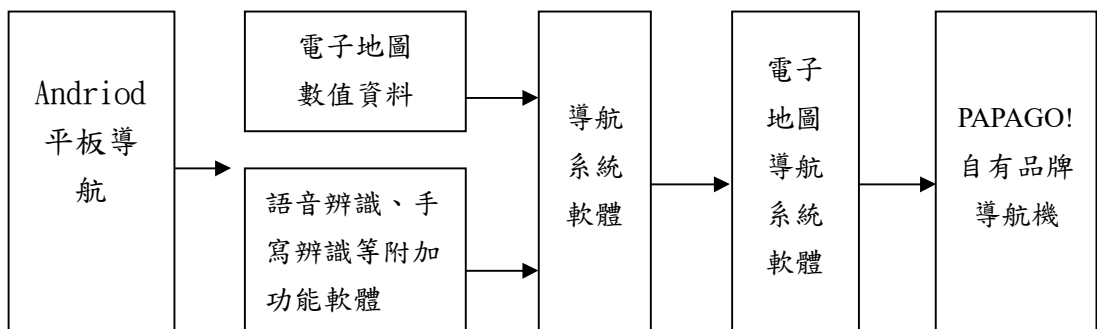 Andriod
平板導
航
電子地圖
數值資料
語音辨識、手
寫辨識等附加
功能軟體
導航
系統
軟體
電子
地圖
導航
系統
軟體
PAPAGO!
自有品牌
導航機